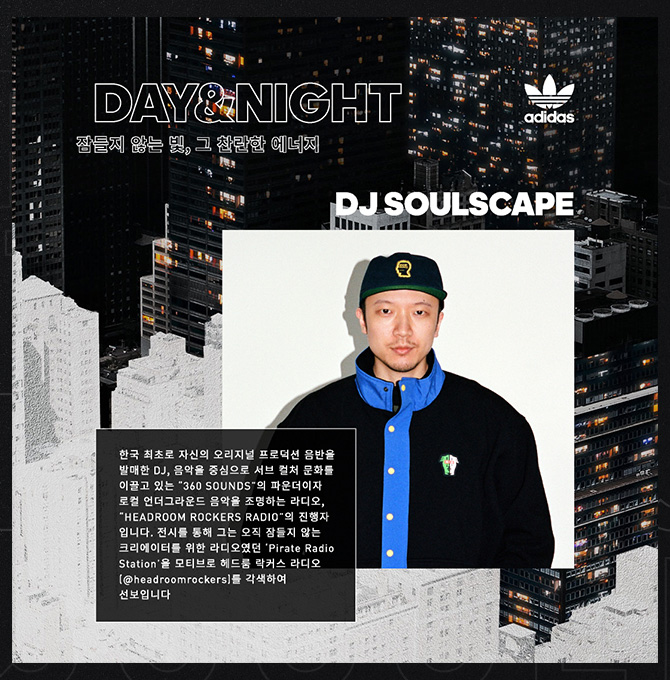 DAY&NIGHT
잠들지 않는 빛, 그 찬란한 에너지
adidas
DJ SOULSCAPE
한국 최초로 자신의 오리지널 프로덕션 음반을
발매한 DJ, 음악을 중심으로 서브 컬처 문화를
이끌고 있는 “360 SOUNDS”의 파운더이자
로컬 언더그라운드 음악을 조명하는 라디오,
“HEADROOM ROCKERS RADIO”의 진행자
입니다. 전시를 통해 그는 오직 잠들지 않는
크리에이터를 위한 라디오였던 ‘Pirate Radio
Station’을 모티브로 헤드룸 락커스 라디오
[@headroomrockers]를 각색하여
선보입니다